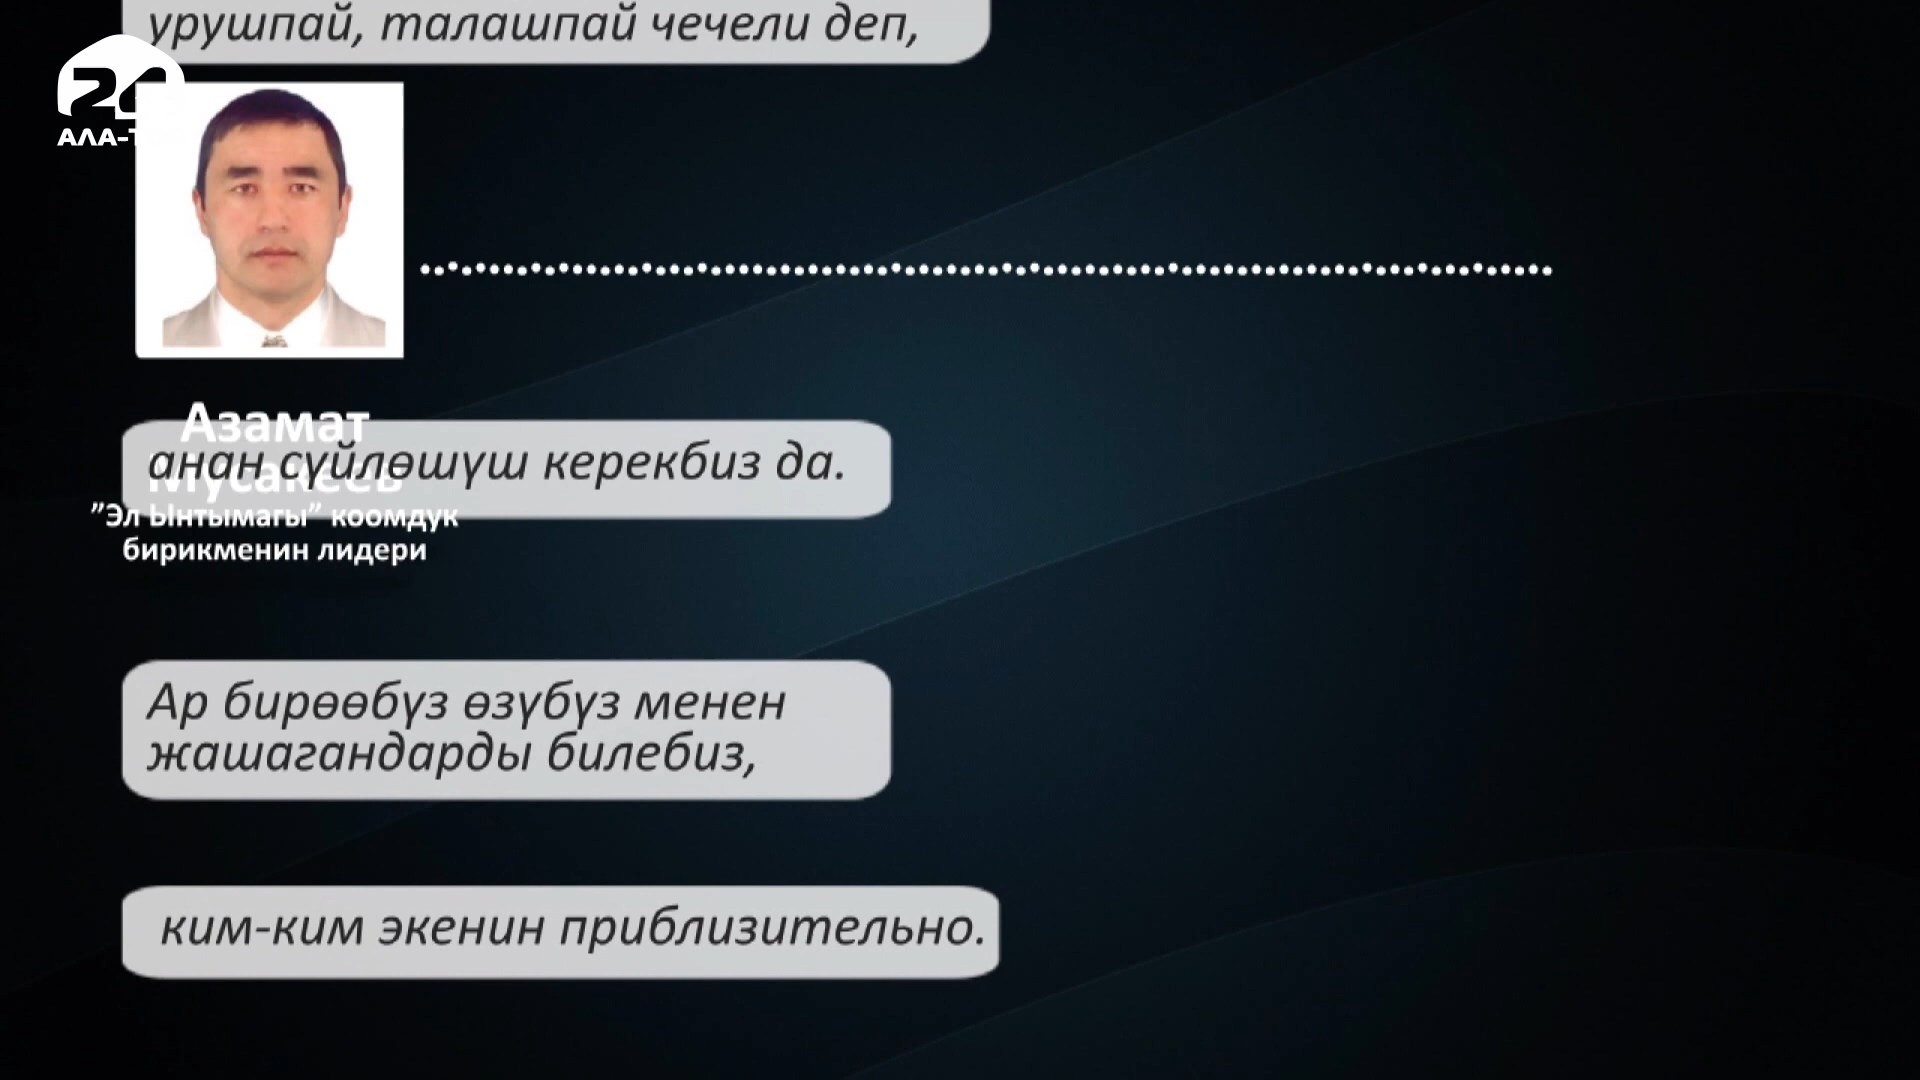 урушпай, талашпай чечели деп,
24
АЛА-Т
Азамат
анан сүйлөшүш керекбиз да.
"Эл Ынтымагы" коомдук
бирикменин лидери
Ар бирөөбүз өзүбүз менен
жашагандарды билебиз,
ким-ким экенин приблизительно.